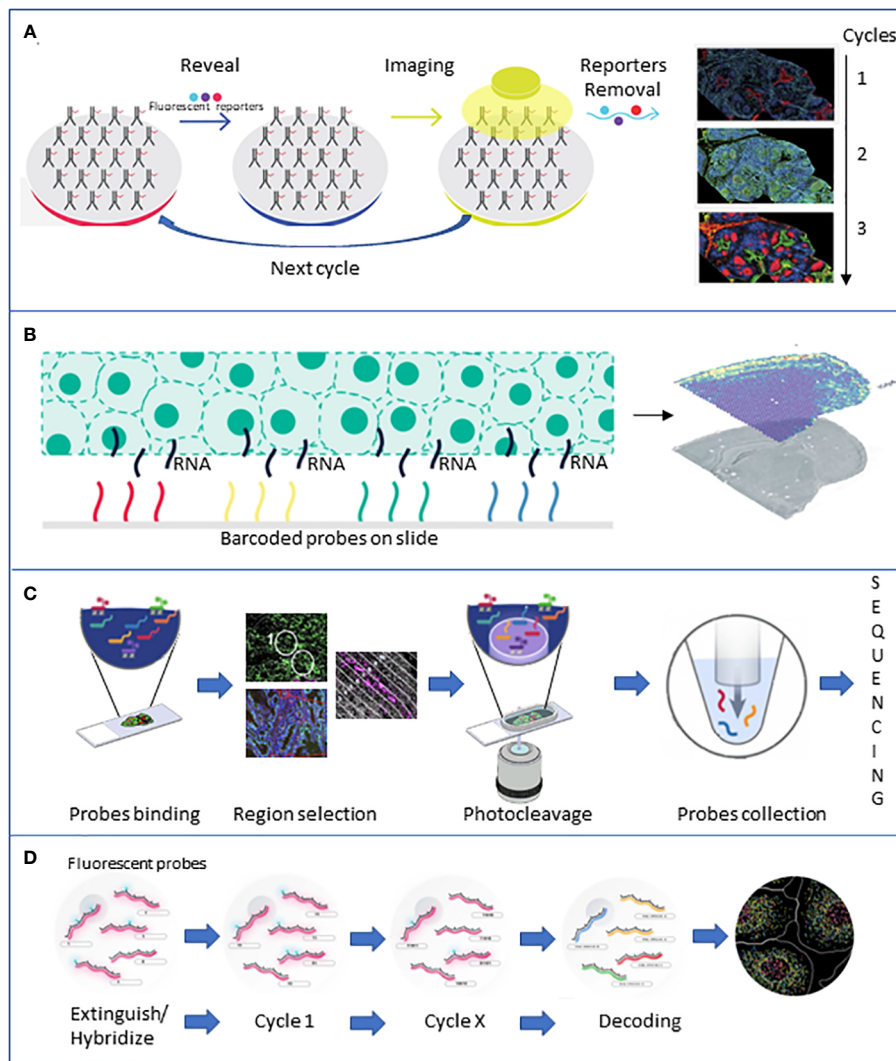 A
Reveal
Fluorescent reporters
Imaging
Reporters
Removal
Cycles
1
2
3
Next cycle
B
RNA
RNA
RNA
RNA
Barcoded probes on slide
C
1
S
E
Q
U
E
N
C
I
N
G
Probes binding
Region selection
Photocleavage
Probes collection
D
Fluorescent probes
Extinguish/
Hybridize
Cycle 1
Cycle X
Decoding